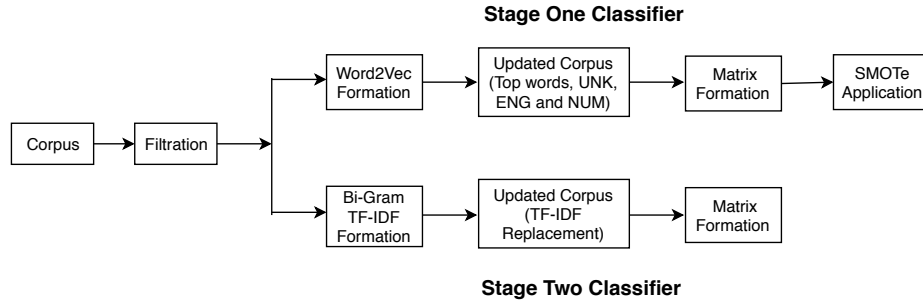 Stage One Classifier
Word2Vec
Formation
Updated Corpus
(Top words, UNK,
ENG and NUM)
Matrix
Formation
SMOTe
Application
Corpus
Filtration
Bi-Gram
TF-IDF
Formation
Updated Corpus
(TF-IDF
Replacement)
Matrix
Formation
Stage Two Classifier